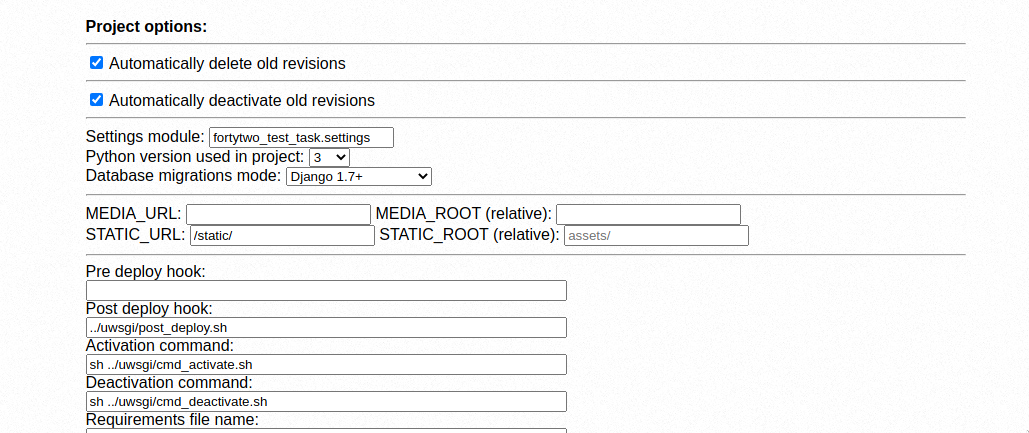 Project options:
Automatically delete old revisions
Automatically deactivate old revisions
Settings module: fortytwo_test_task.settings
Python version used in project: 3
Database migrations mode: Django 1.7+
MEDIA_URL: MEDIA_ROOT (relative):
STATIC_URL: /static/ STATIC_ROOT (relative): assets/
Pre deploy hook:
Post deploy hook:
../uwsgi/post_deploy.sh
Activation command:
sh ../uwsgi/cmd_activate.sh
Deactivation command:
sh ../uwsgi/cmd_deactivate.sh
Requirements file name: